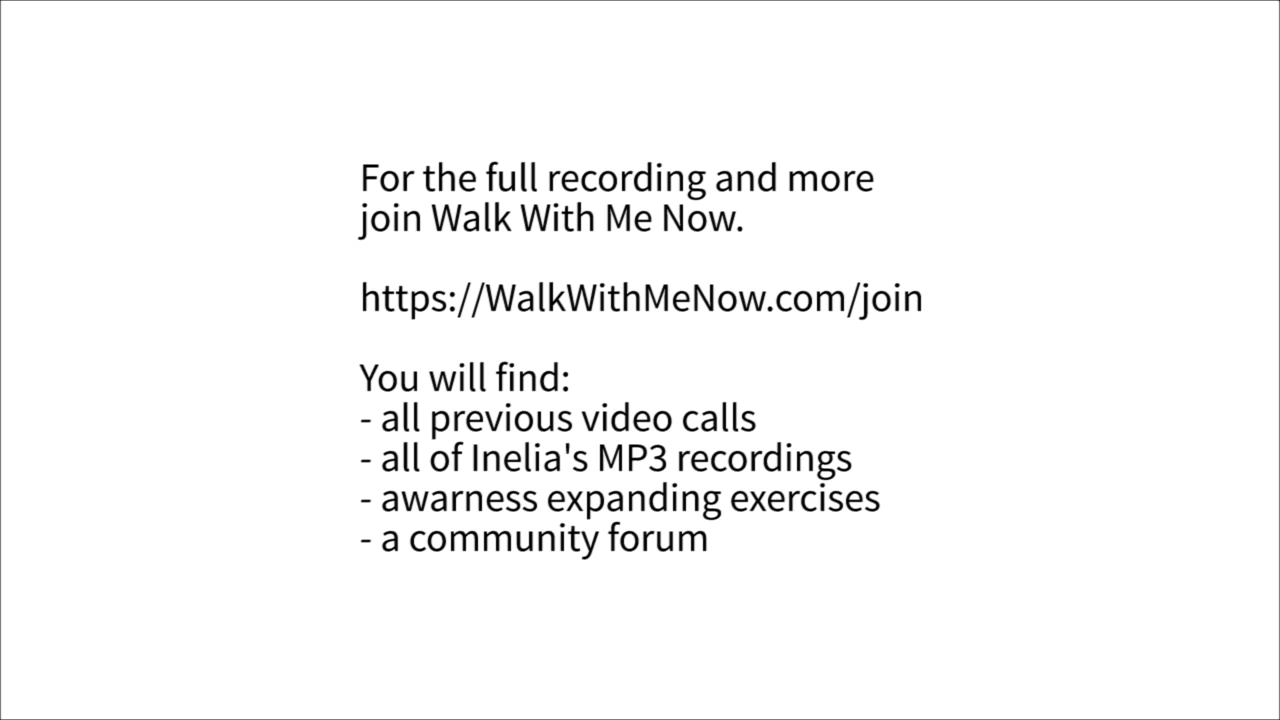 For the full recording and more
join Walk With Me Now.
https://WalkWithMeNow.com/join
You will find:
- all previous video calls
- all of Inelia's MP3 recordings
- awarness expanding exercises
- a community forum